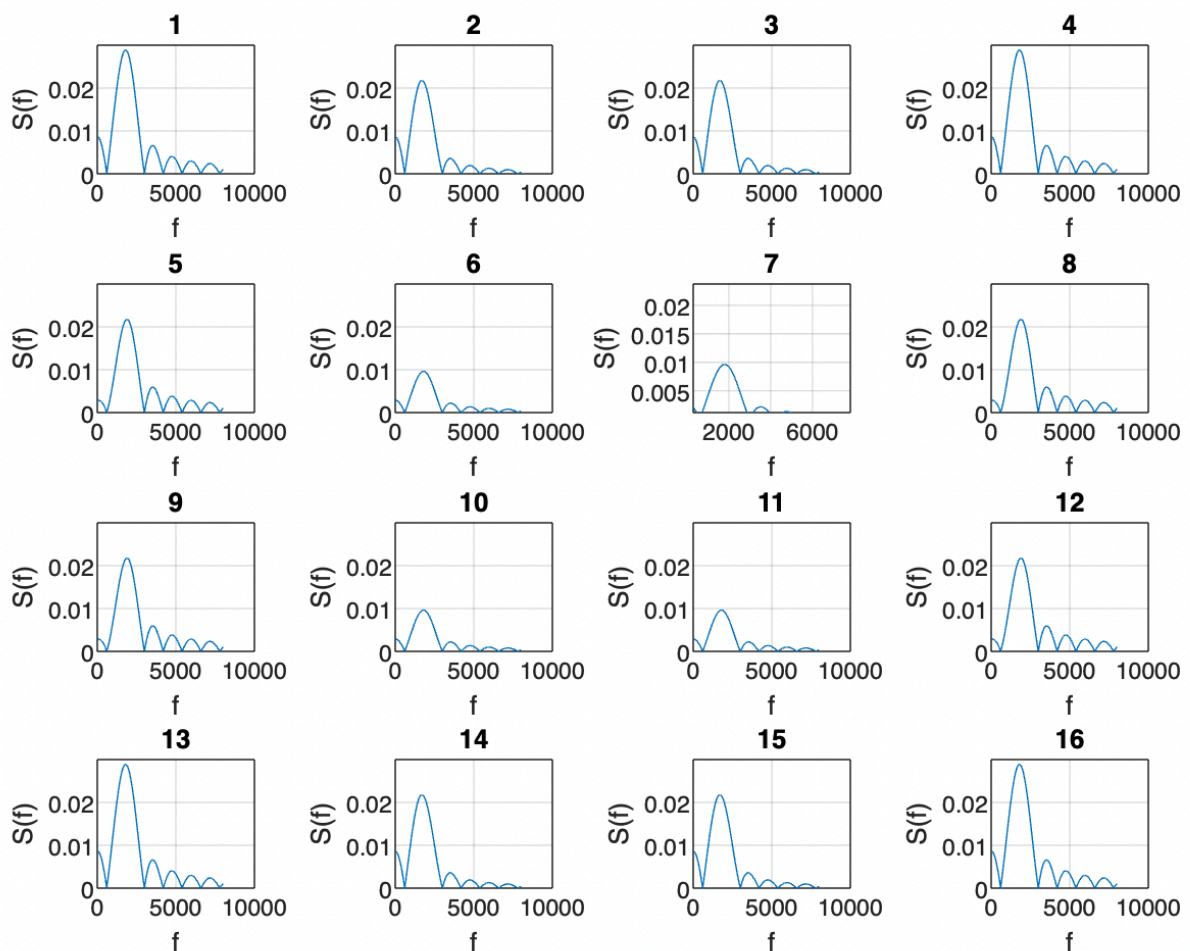 1 2 3 4
S(f) 0.02 0.01 0 S(f) 0.02 0.01 0 S(f) 0.02 0.01 0 S(f) 0.02 0.01 0
0 5000 10000 0 5000 10000 0 5000 10000 0 5000 10000
f f f f
5 6 7 8
S(f) 0.02 0.01 0 S(f) 0.02 0.01 0 S(f) 0.02 0.015 0.01 0.005 S(f) 0.02 0.01 0
0 5000 10000 0 5000 10000 2000 6000 0 5000 10000
f f f f
9 10 11 12
S(f) 0.02 0.01 0 S(f) 0.02 0.01 0 S(f) 0.02 0.01 0 S(f) 0.02 0.01 0
0 5000 10000 0 5000 10000 0 5000 10000 0 5000 10000
f f f f
13 14 15 16
S(f) 0.02 0.01 0 S(f) 0.02 0.01 0 S(f) 0.02 0.01 0 S(f) 0.02 0.01 0
0 5000 10000 0 5000 10000 0 5000 10000 0 5000 10000
f f f f